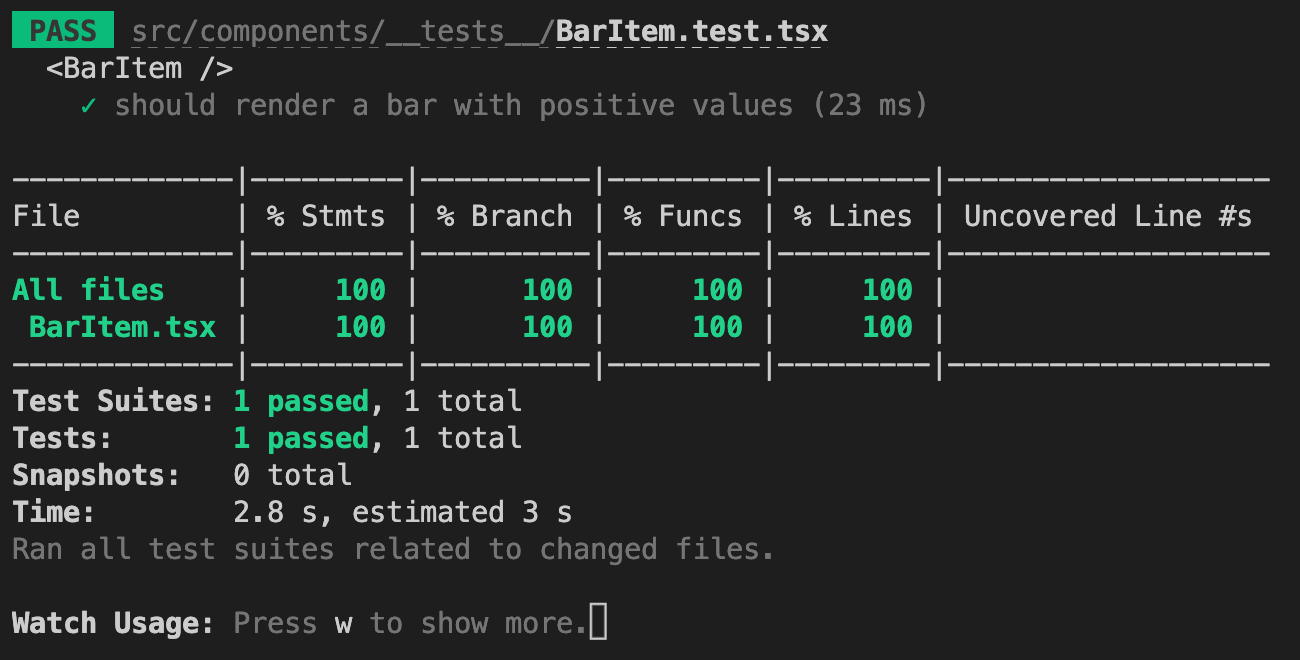 PASS src/components/__tests__/BarItem.test.tsx
<BarItem />
✓ should render a bar with positive values (23 ms)
-------------|---------|----------|---------|---------|-------------------
File | % Stmts | % Branch | % Funcs | % Lines | Uncovered Line #s
-------------|---------|----------|---------|---------|-------------------
All files | 100 | 100 | 100 | 100 |
BarItem.tsx | 100 | 100 | 100 | 100 |
-------------|---------|----------|---------|---------|-------------------
Test Suites: 1 passed, 1 total
Tests: 1 passed, 1 total
Snapshots: 0 total
Time: 2.8 s, estimated 3 s
Ran all test suites related to changed files.
Watch Usage: Press w to show more.